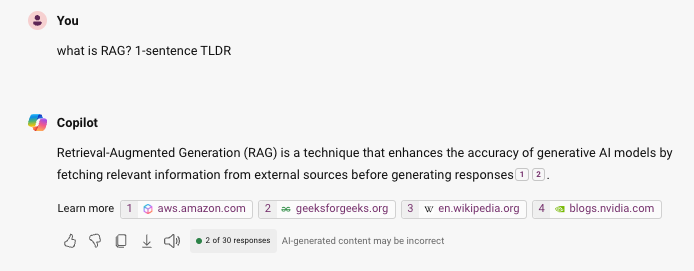 You
what is RAG? 1-sentence TLDR
Copilot
Retrieval-Augmented Generation (RAG) is a technique that enhances the accuracy of generative AI models by
fetching relevant information from external sources before generating responses 1 2 .
Learn more 1 aws.amazon.com 2 geeksforgeeks.org 3 W en.wikipedia.org 4 blogs.nvidia.com
2 of 30 responses AI-generated content may be incorrect